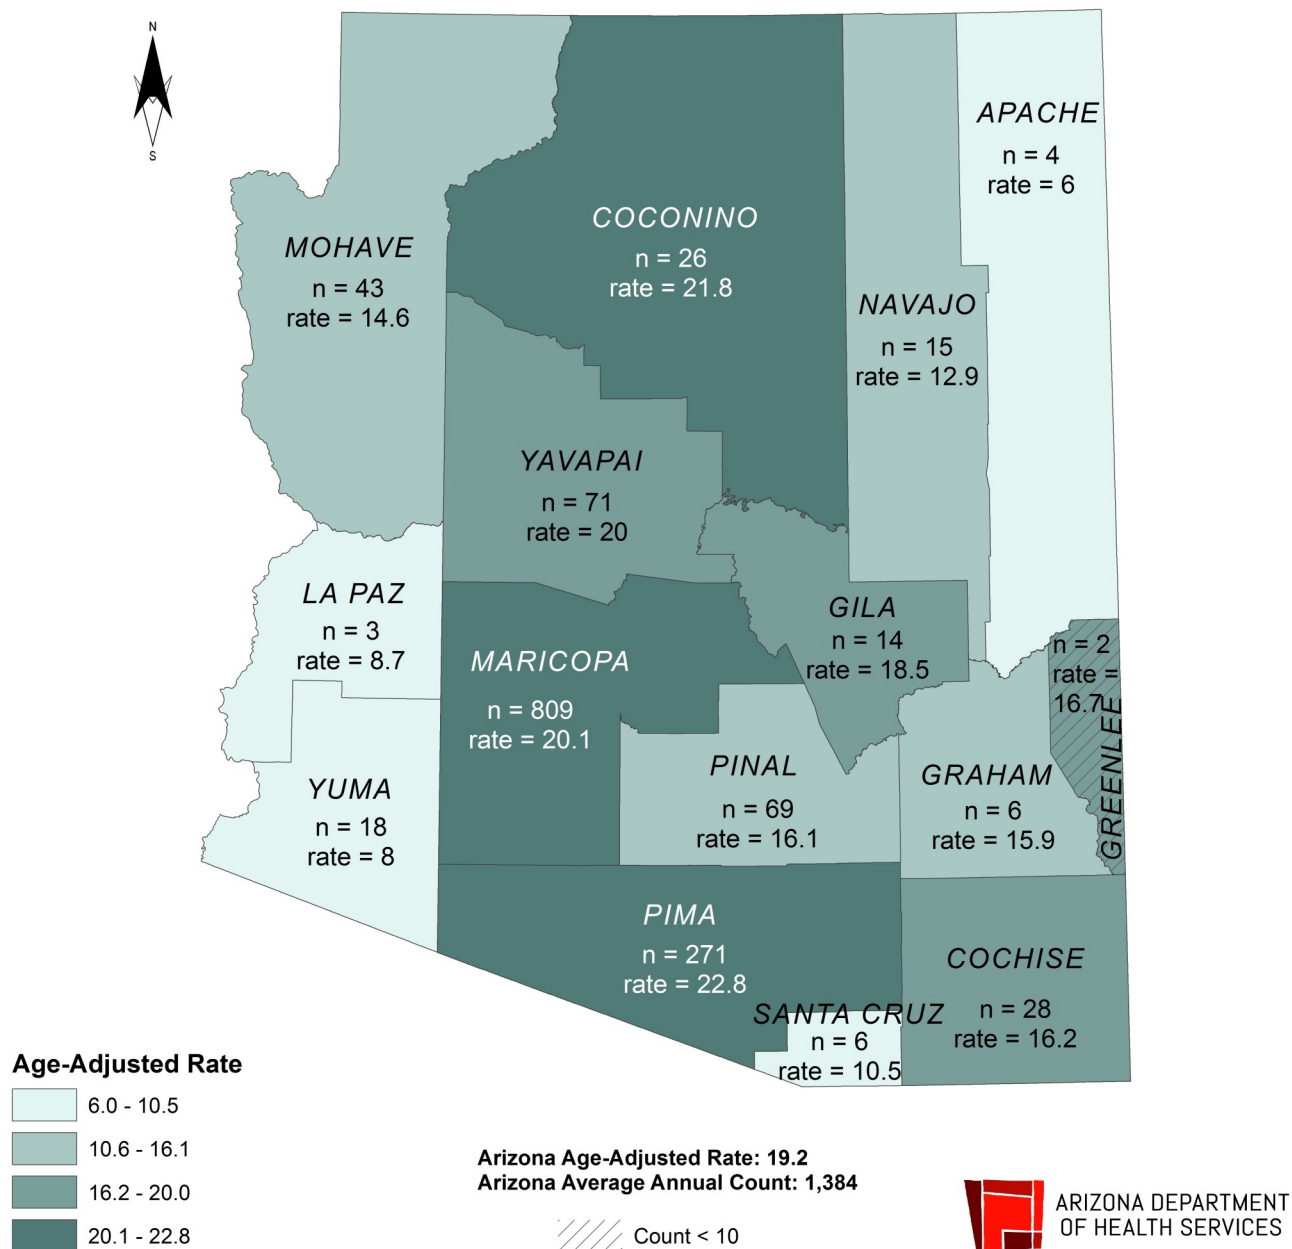 N
S
APACHE
n = 4
rate = 6
COCONINO
n = 26
rate = 21.8
MOHAVE
n = 43
rate = 14.6
NAVAJO
n = 15
rate = 12.9
YAVAPAI
n = 71
rate = 20
LA PAZ
n = 3
rate = 8.7
GILA
n = 14
rate = 18.5
n = 2
rate =
16.7
GREENLEE
MARICOPA
n = 809
rate = 20.1
PINAL
n = 69
rate = 16.1
GRAHAM
n = 6
rate = 15.9
YUMA
n = 18
rate = 8
PIMA
n = 271
rate = 22.8
COCHISE
n = 28
rate = 16.2
SANTA CRUZ
n = 6
rate = 10.5
Age-Adjusted Rate
6.0 - 10.5
10.6 - 16.1
16.2 - 20.0
20.1 - 22.8
Arizona Age-Adjusted Rate: 19.2
Arizona Average Annual Count: 1,384
Count < 10
ARIZONA DEPARTMENT
OF HEALTH SERVICES